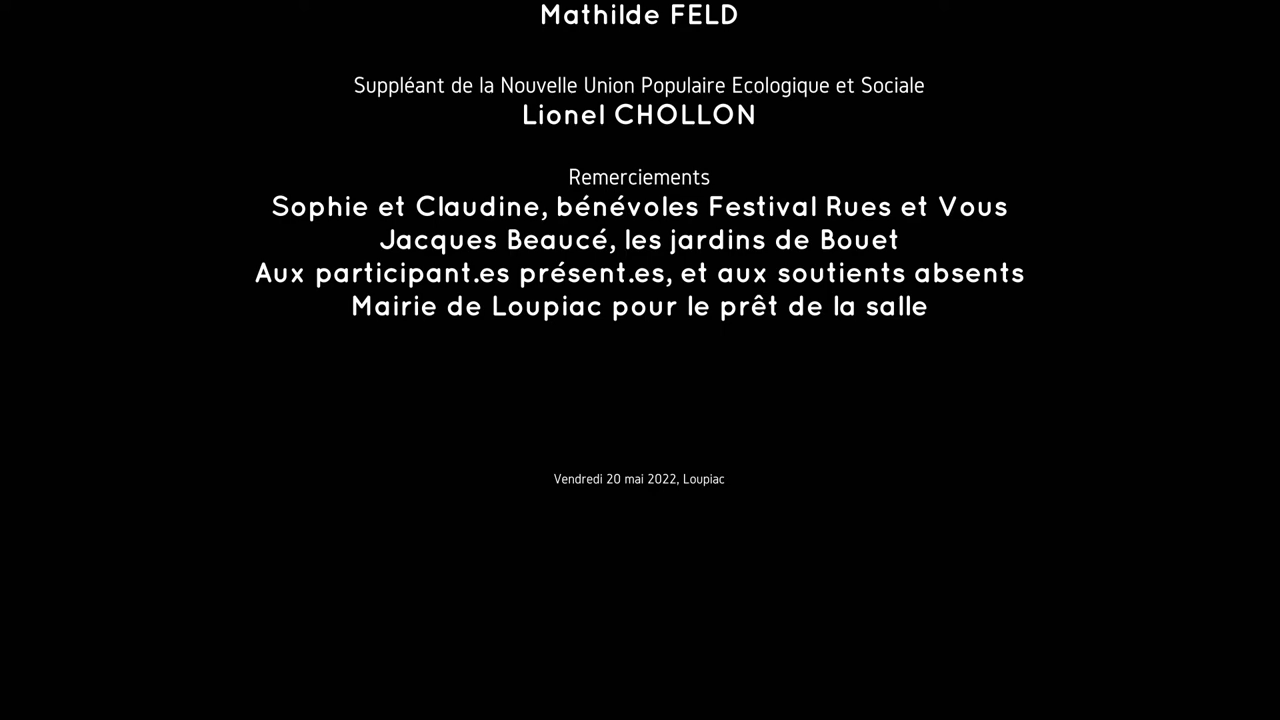 Mathilde FELD
Suppléant de la Nouvelle Union Populaire Ecologique et Sociale
Lionel CHOLLON
Remerciements
Sophie et Claudine, bénévoles Festival Rues et Vous
Jacques Beaucé, les jardins de Bouet
Aux participant.es présent.es, et aux soutients absents
Mairie de Loupiac pour le prêt de la salle
Vendredi 20 mai 2022, Loupiac